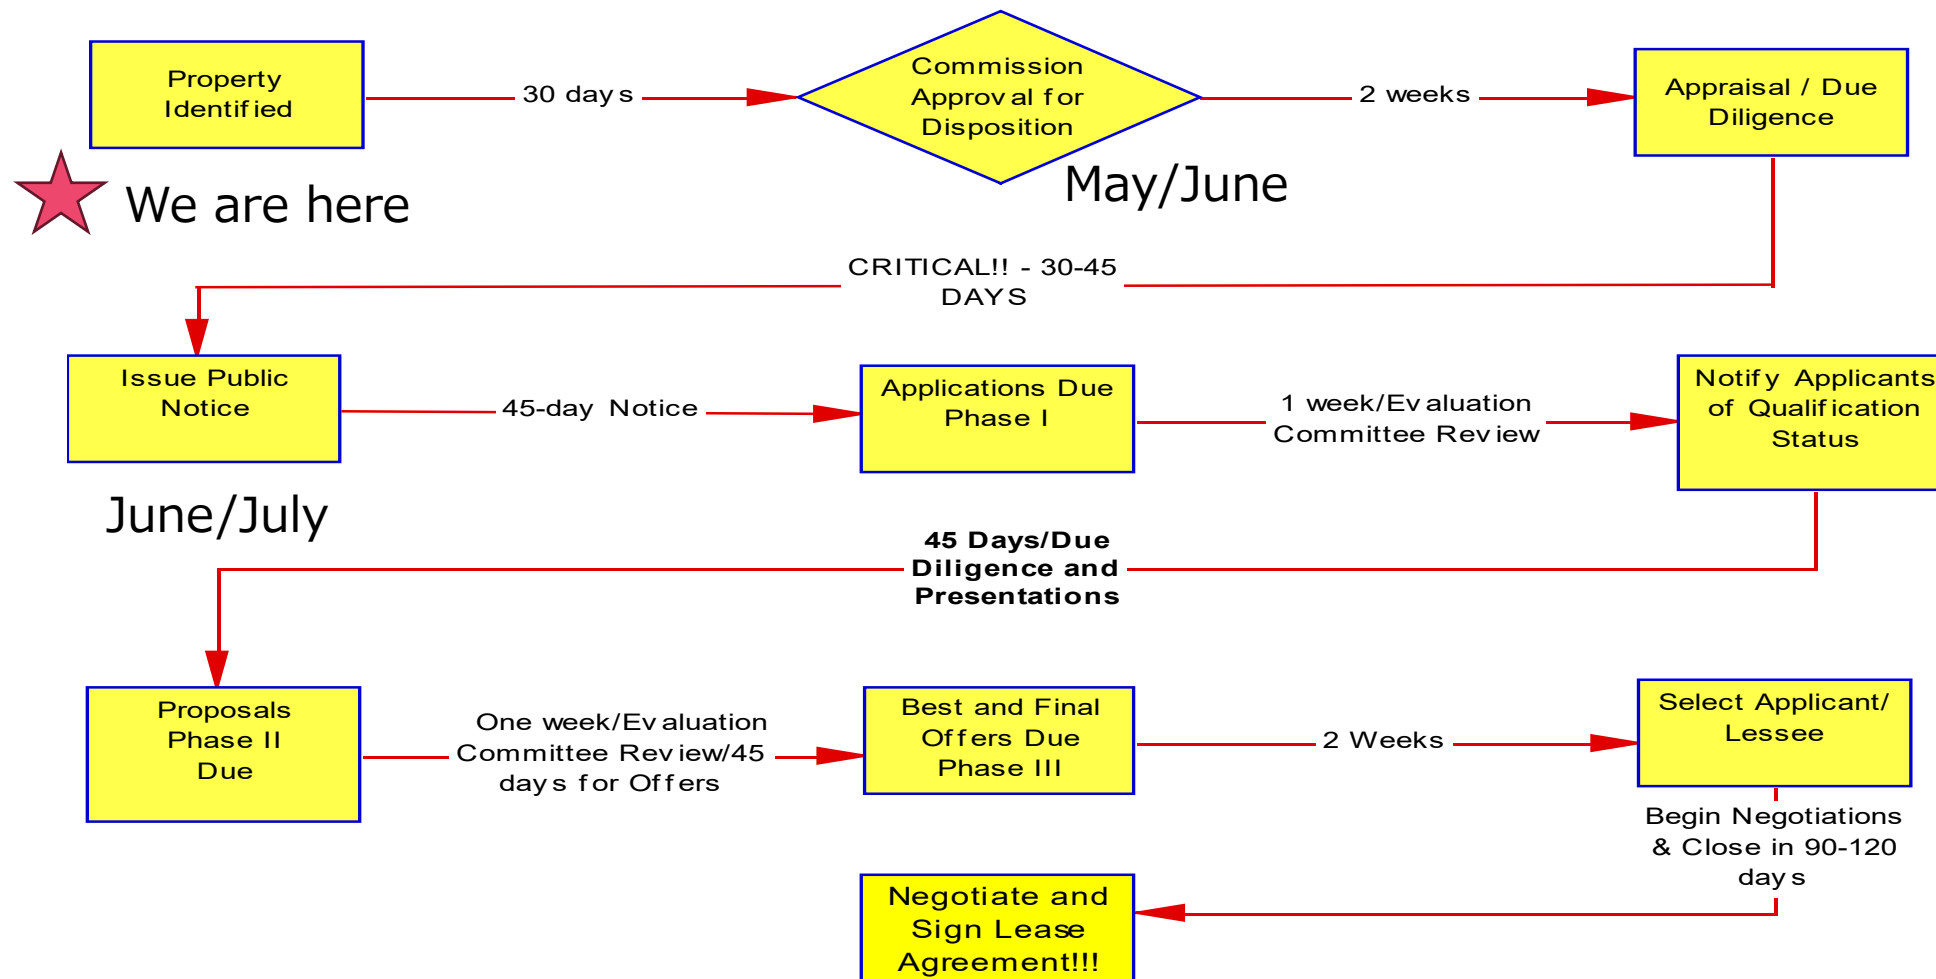 Property
Identified
30 days
Commission
Approval for
Disposition
2 weeks
Appraisal / Due
Diligence
We are here
May/June
CRITICAL!! - 30-45
DAYS
Issue Public
Notice
45-day Notice
Applications Due
Phase I
1 week/Evaluation
Committee Review
Notify Applicants
of Qualification
Status
June/July
45 Days/Due
Diligence and
Presentations
Proposals
Phase II
Due
One week/Evaluation
Committee Review/45
days for Offers
Best and Final
Offers Due
Phase III
2 Weeks
Select Applicant/
Lessee
Begin Negotiations
& Close in 90-120
days
Negotiate and
Sign Lease
Agreement!!!